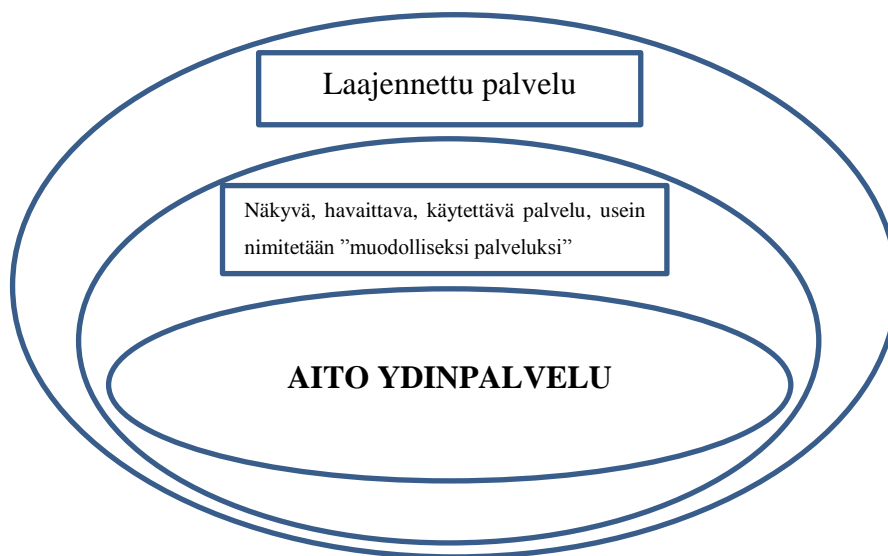 Laajennettu palvelu
Näkyvä, havaittava, käytettävä palvelu, usein
nimitetään ”muodolliseksi palveluksi”
AITO YDINPALVELU